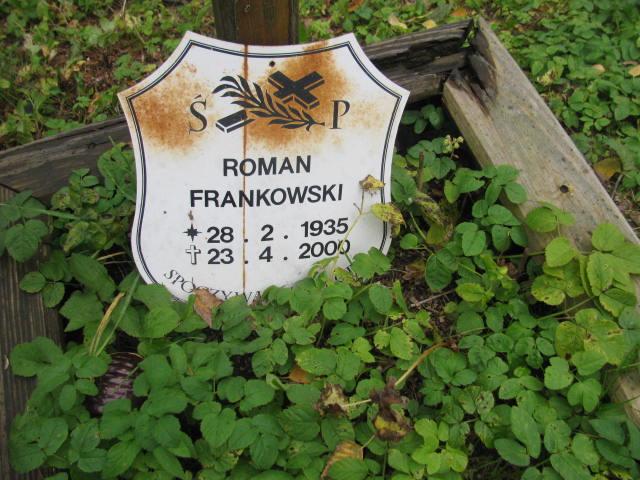 Ś P
ROMAN
FRANKOWSKI
28 . 2 . 1935
23 . 4 . 2000